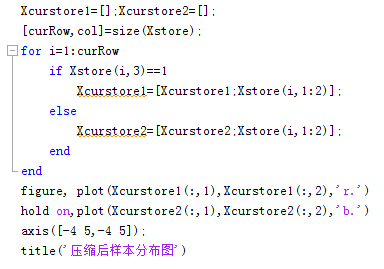 Xcurstore1=[];Xcurstore2=[];
[curRow,col]=size(Xstore);
for i=1:curRow
if Xstore(i,3)==1
Xcurstore1=[Xcurstore1;Xstore(i,1:2)];
else
Xcurstore2=[Xcurstore2;Xstore(i,1:2)];
end
end
figure, plot(Xcurstore1(:,1),Xcurstore1(:,2),'r.')
hold on,plot(Xcurstore2(:,1),Xcurstore2(:,2),'b.')
axis([-4 5,-4 5]);
title('压缩后样本分布图')